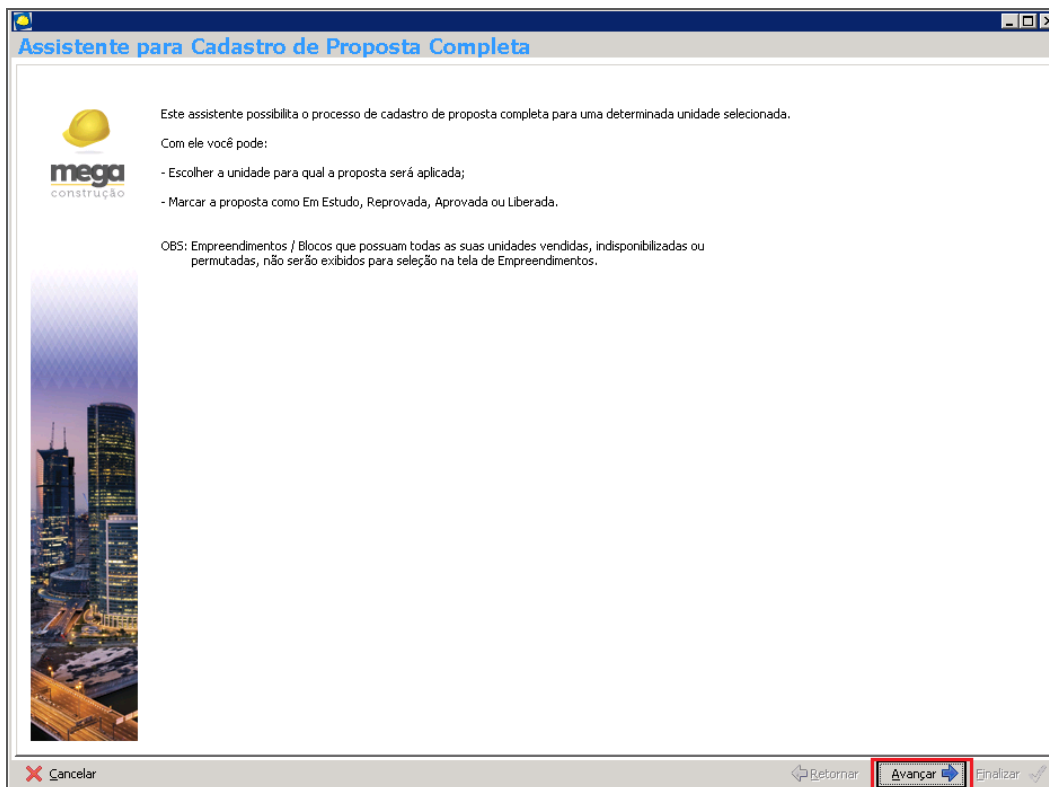 Assistente para Cadastro de Proposta Completa
Este assistente possibilita o processo de cadastro de proposta completa para uma determinada unidade selecionada.
Com ele você pode:
- Escolher a unidade para qual a proposta será aplicada;
- Marcar a proposta como Em Estudo, Reprovada, Aprovada ou Liberada.
OBS: Empreendimentos / Blocos que possuam todas as suas unidades vendidas, indisponibilizadas ou
permutadas, não serão exibidos para seleção na tela de Empreendimentos.
mega
construção
Cancelar
Retornar
Avançar
Finalizar